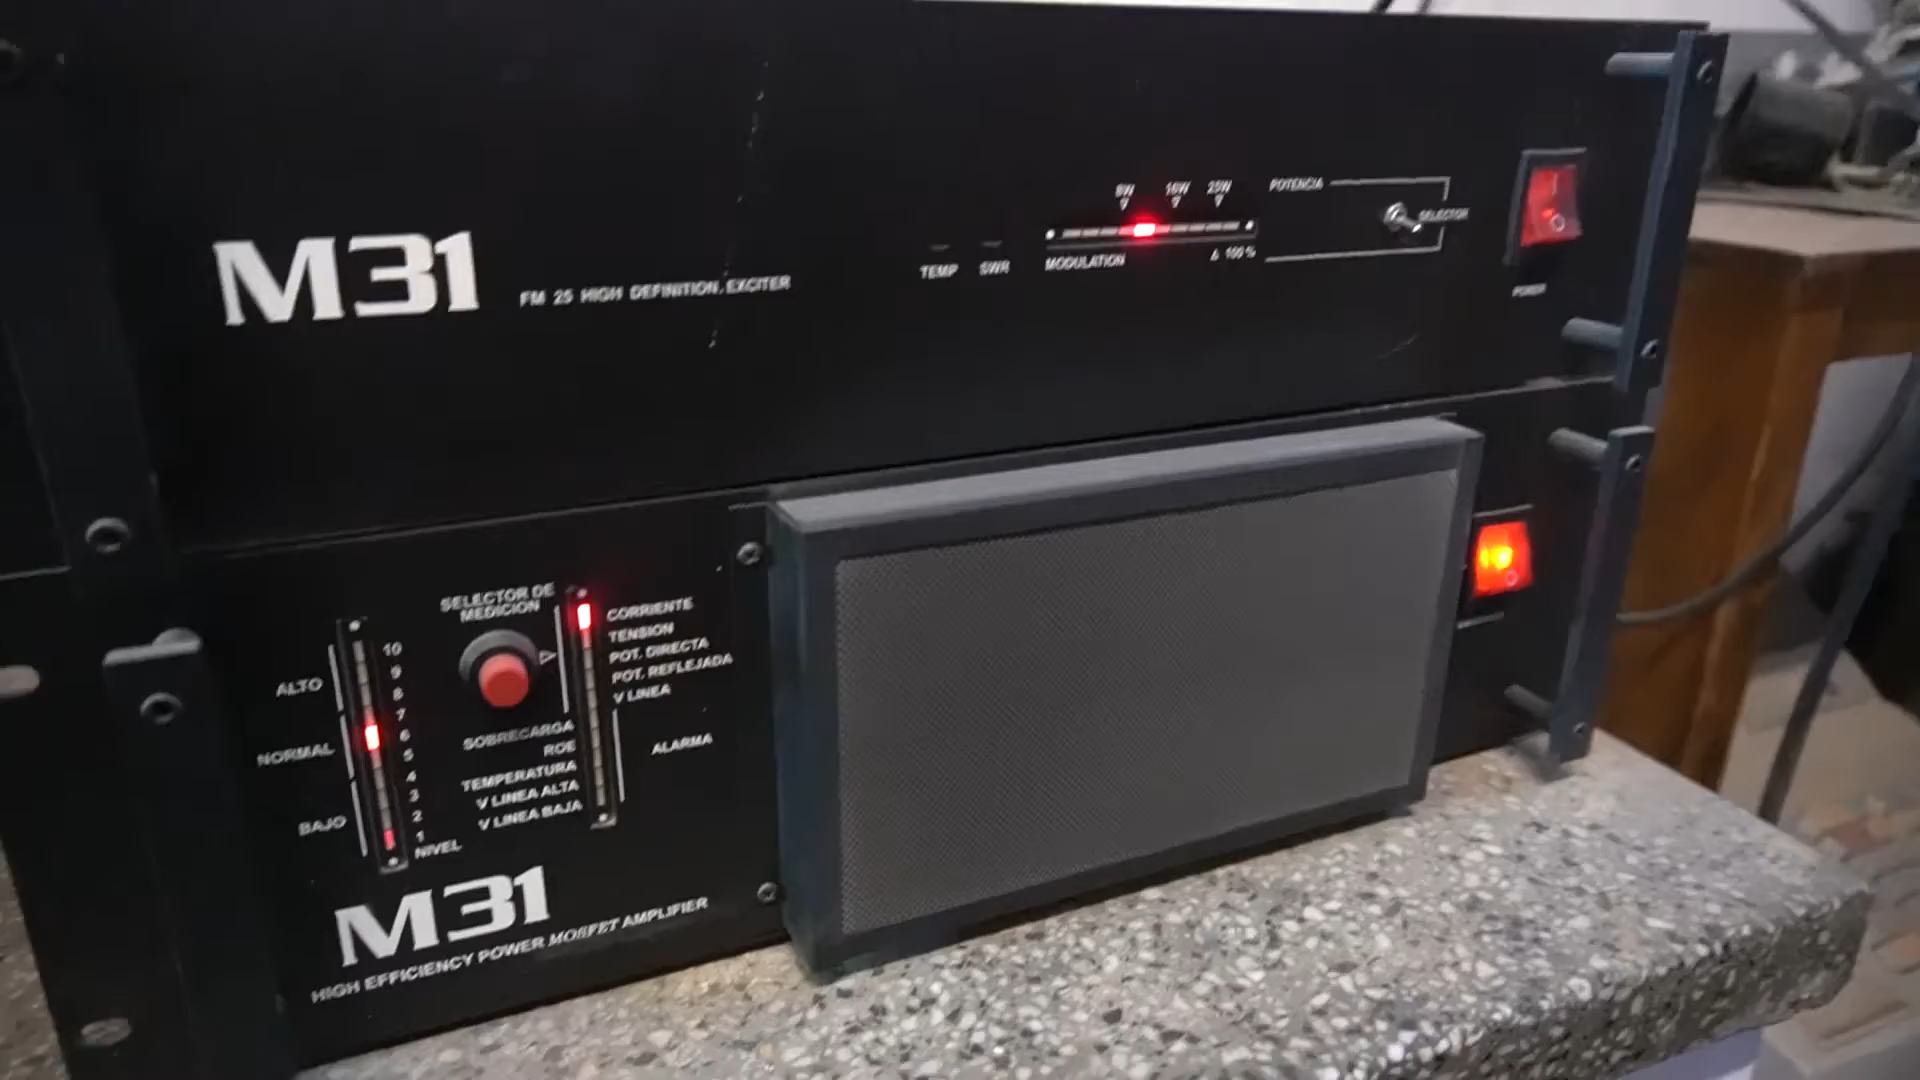 8W 16W 25W
POTENCIA
SELECTOR
M31
FM 25 HIGH DEFINITION EXCITER
TEMP SWR
MODULATION
100 %
POWER
SELECTOR DE
MEDICION
CORRIENTE
TENSION
POT. DIRECTA
POT. REFLEJADA
V LINEA
10
9
8
7
6
5
4
3
2
1
NIVEL
ALTO
NORMAL
BAJO
SOBRECARGA
ROE
TEMPERATURA
V LINEA ALTA
V LINEA BAJA
ALARMA
M31
HIGH EFFICIENCY POWER MOSFET AMPLIFIER